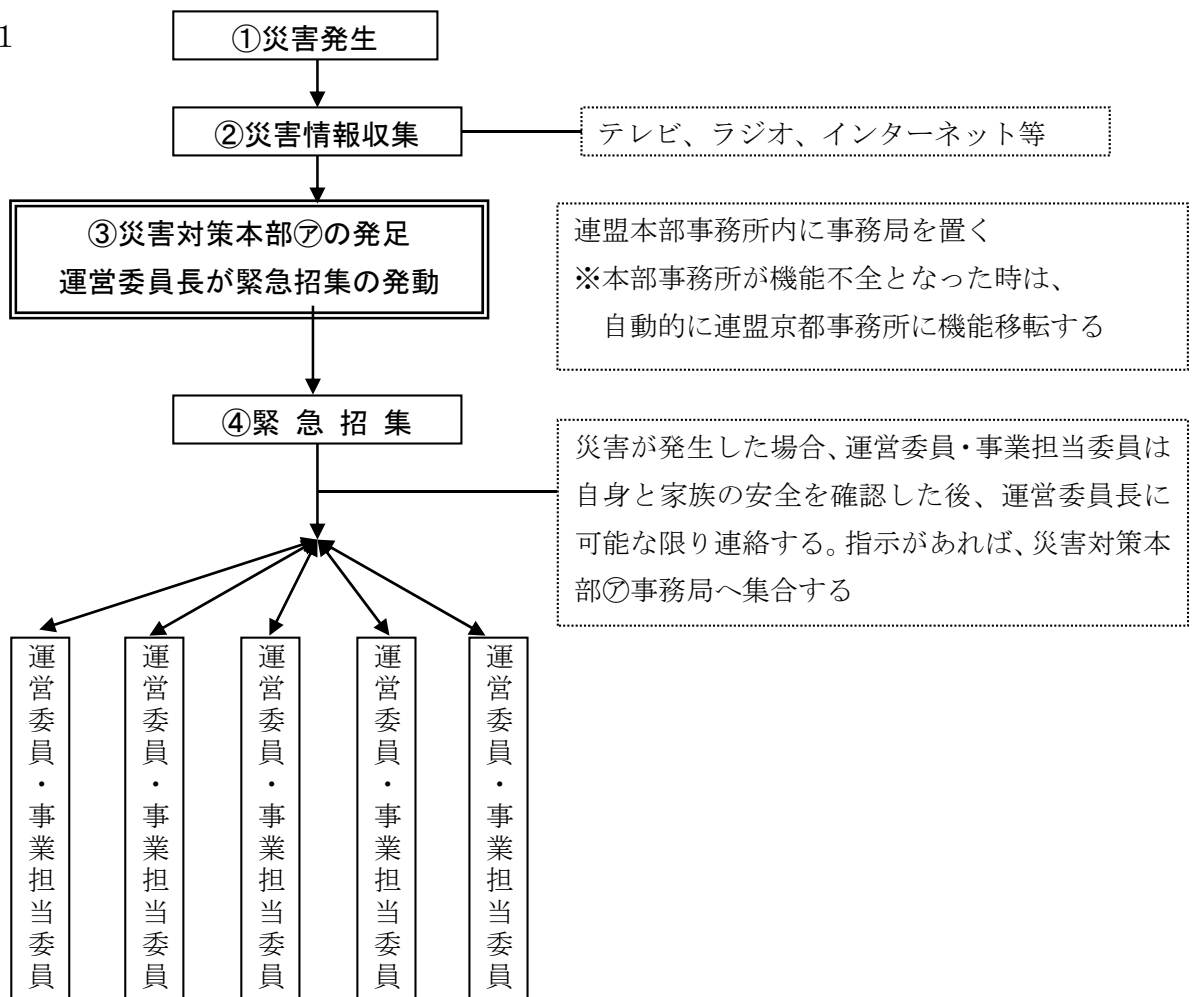 1
①災害発生
②災害情報収集
テレビ、ラジオ、インターネット等
③災害対策本部㋐の発足
運営委員長が緊急招集の発動
連盟本部事務所内に事務局を置く
※本部事務所が機能不全となった時は、
自動的に連盟京都事務所に機能移転する
④緊 急 招 集
災害が発生した場合、運営委員・事業担当委員は
自身と家族の安全を確認した後、運営委員長に
可能な限り連絡する。指示があれば、災害対策本
部㋐事務局へ集合する
運営委員・事業担当委員
運営委員・事業担当委員
運営委員・事業担当委員
運営委員・事業担当委員
運営委員・事業担当委員